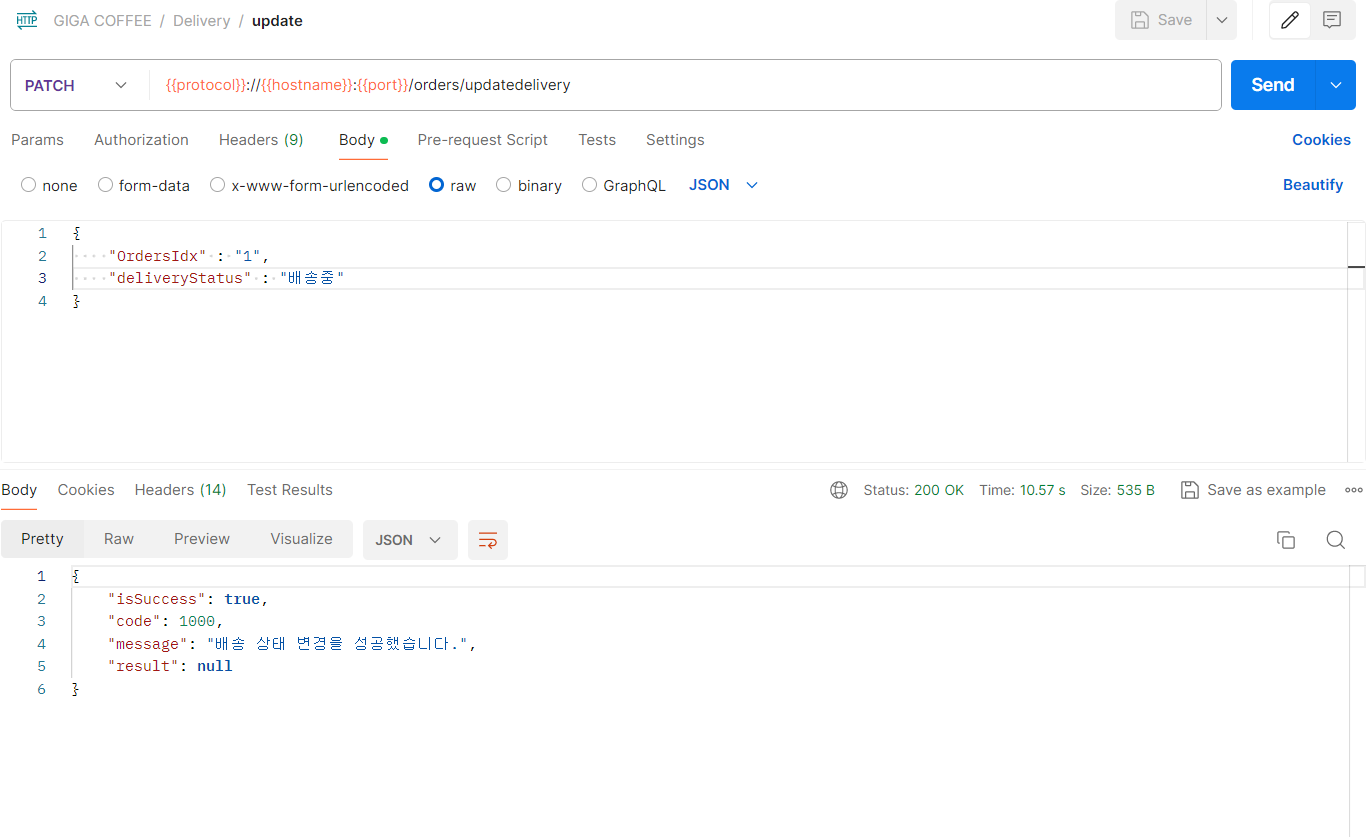 HTTP GIGA COFFEE / Delivery / update Save
PATCH {{protocol}}://{{hostname}}:{{port}}/orders/updatedelivery Send
Params Authorization Headers (9) Body Pre-request Script Tests Settings Cookies
none form-data x-www-form-urlencoded raw binary GraphQL JSON Beautify
1 {
2 "OrdersIdx" : "1",
3 "deliveryStatus" : "배송중"
4 }
Body Cookies Headers (14) Test Results Status: 200 OK Time: 10.57 s Size: 535 B Save as example
Pretty Raw Preview Visualize JSON
1 {
2 "isSuccess": true,
3 "code": 1000,
4 "message": "배송 상태 변경을 성공했습니다.",
5 "result": null
6 }